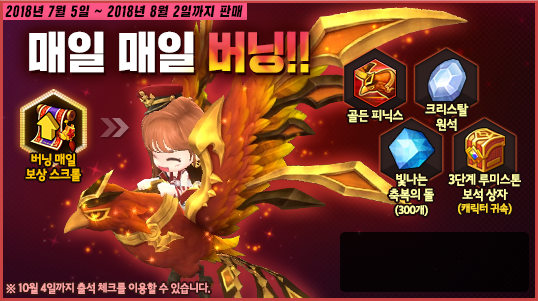 2018년 7월 5일 ~ 2018년 8월 2일까지 판매
매일 매일 버닝!!
버닝 매일
보상 스크롤
골든 피닉스
크리스탈
원석
빛나는
축복의 돌
(300개)
3단계 루미스톤
보석 상자
(캐릭터 귀속)
※ 10월 4일까지 출석 체크를 이용할 수 있습니다.